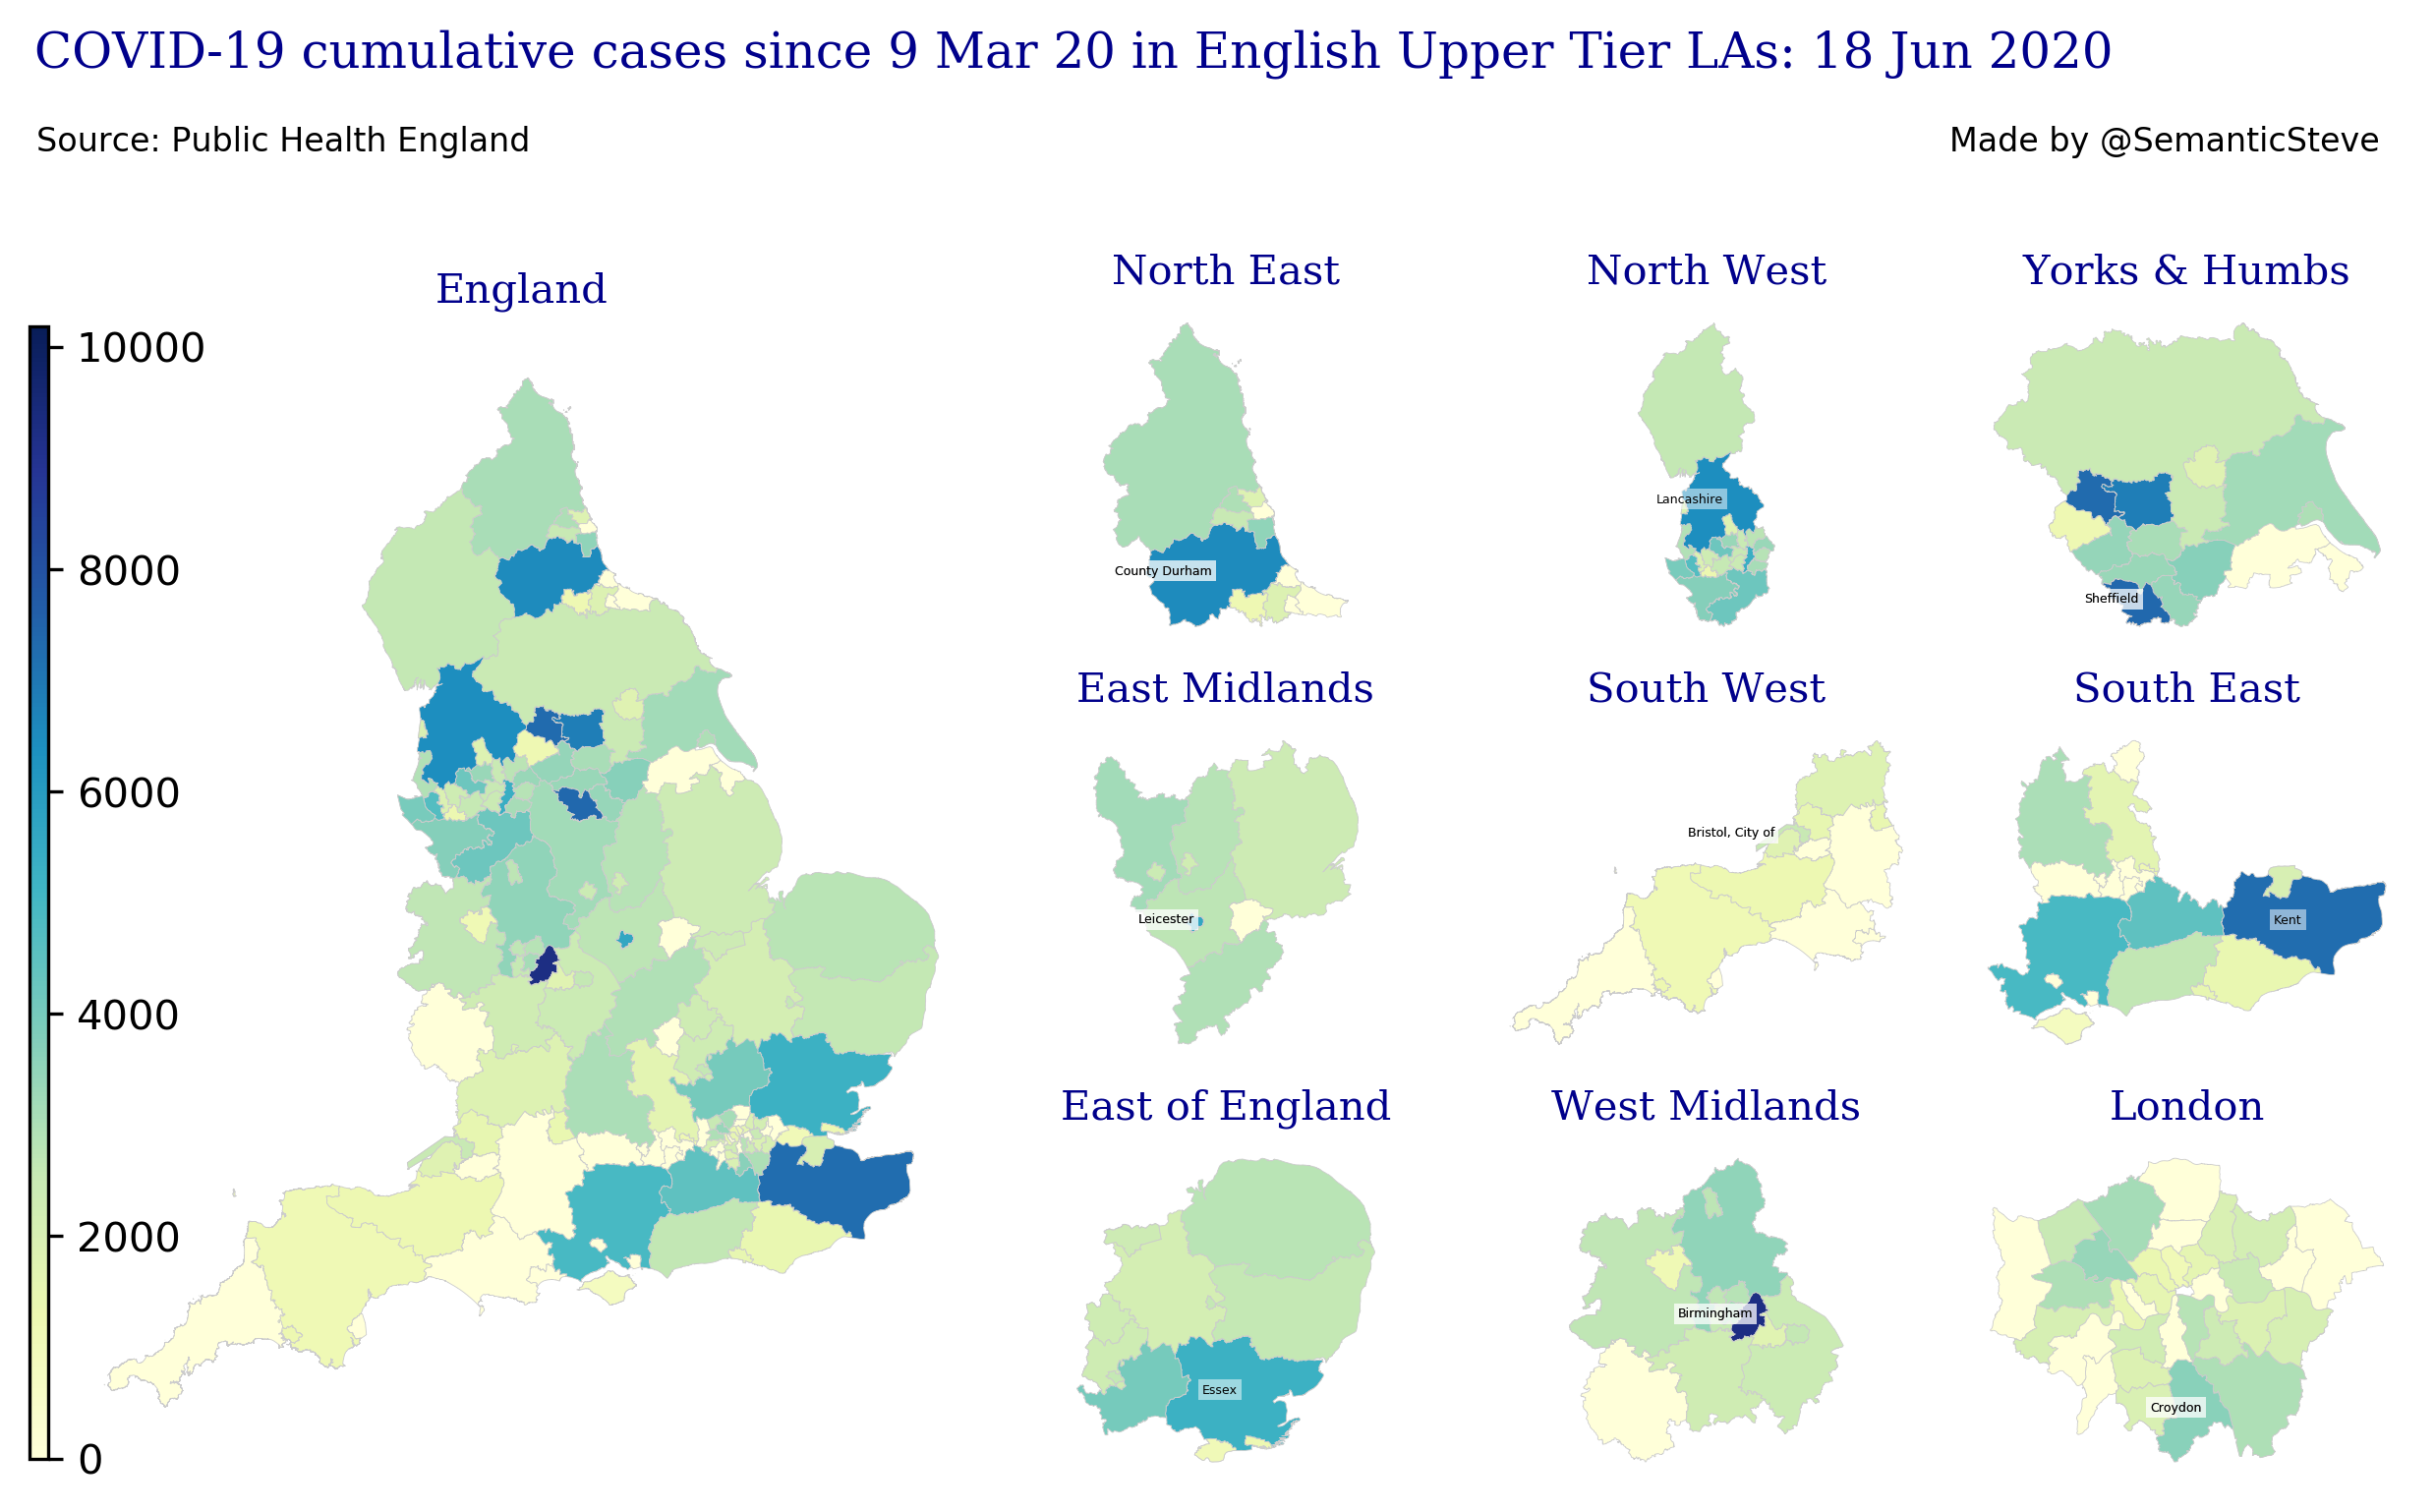 COVID-19 cumulative cases since 9 Mar 20 in English Upper Tier LAs: 18 Jun 2020
Source: Public Health England
Made by @SemanticSteve
England
10000
8000
6000
4000
2000
0
North East
County Durham
North West
Lancashire
Yorks & Humbs
Sheffield
East Midlands
Leicester
South West
Bristol, City of
South East
Kent
East of England
Essex
West Midlands
Birmingham
London
Croydon